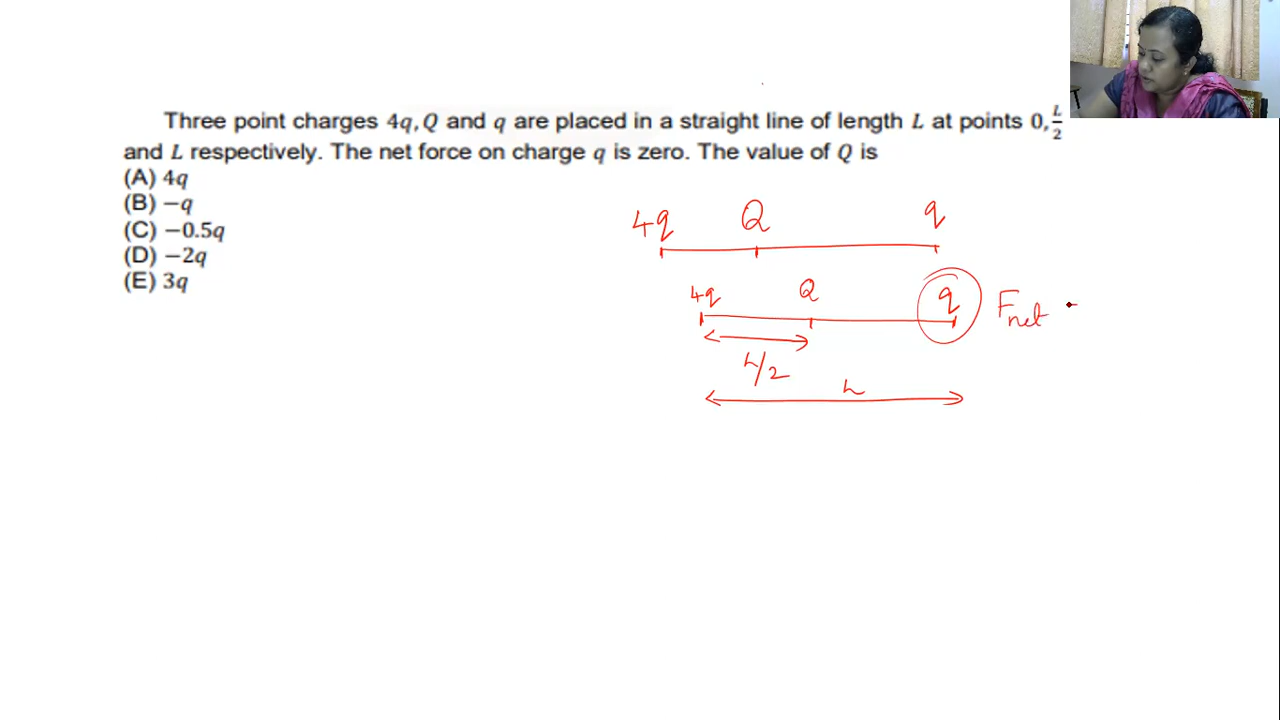 Three point charges 4q, Q and q are placed in a straight line of length L at points 0, L/2
and L respectively. The net force on charge q is zero. The value of Q is
(A) 4q
(B) −q
(C) −0.5q
(D) −2q
(E) 3q
4q Q q
4q Q q Fnet
L/2
L